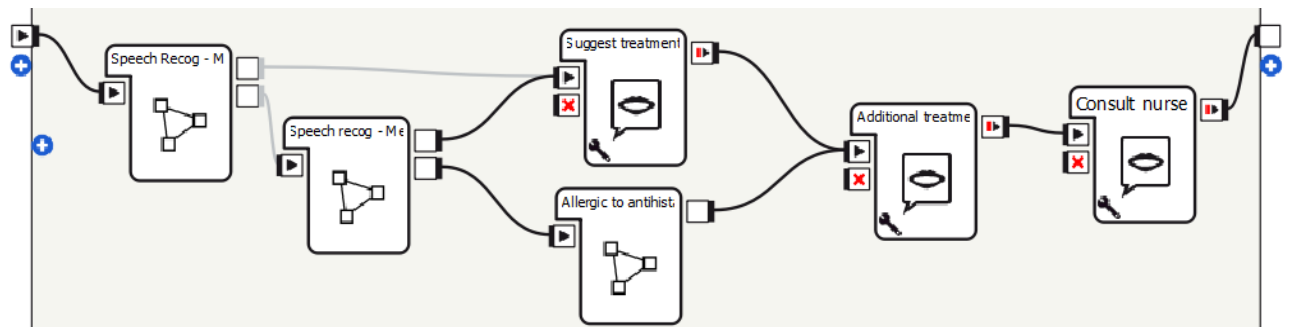 Speech Recog - M
Speech recog - Me
Suggest treatment
Allergic to antihist
Additional treatme
Consult nurse